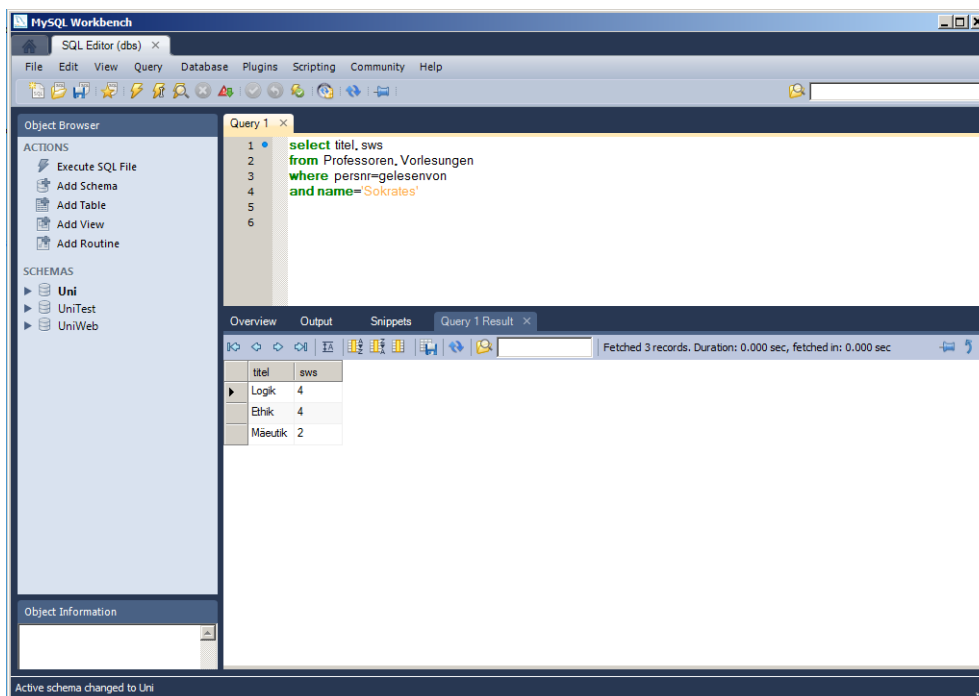 MySQL Workbench
SQL Editor (dbs)
File Edit View Query Database Plugins Scripting Community Help
Object Browser
ACTIONS
Execute SQL File
Add Schema
Add Table
Add View
Add Routine
SCHEMAS
Uni
UniTest
UniWeb
Object Information
Query 1
1 select titel, sws
2 from Professoren, Vorlesungen
3 where persnr=gelesenvon
4 and name='Sokrates'
5
6
Overview Output Snippets Query 1 Result
Fetched 3 records. Duration: 0.000 sec, fetched in: 0.000 sec
titel sws
Logik 4
Ethik 4
Mäeutik 2
Active schema changed to Uni